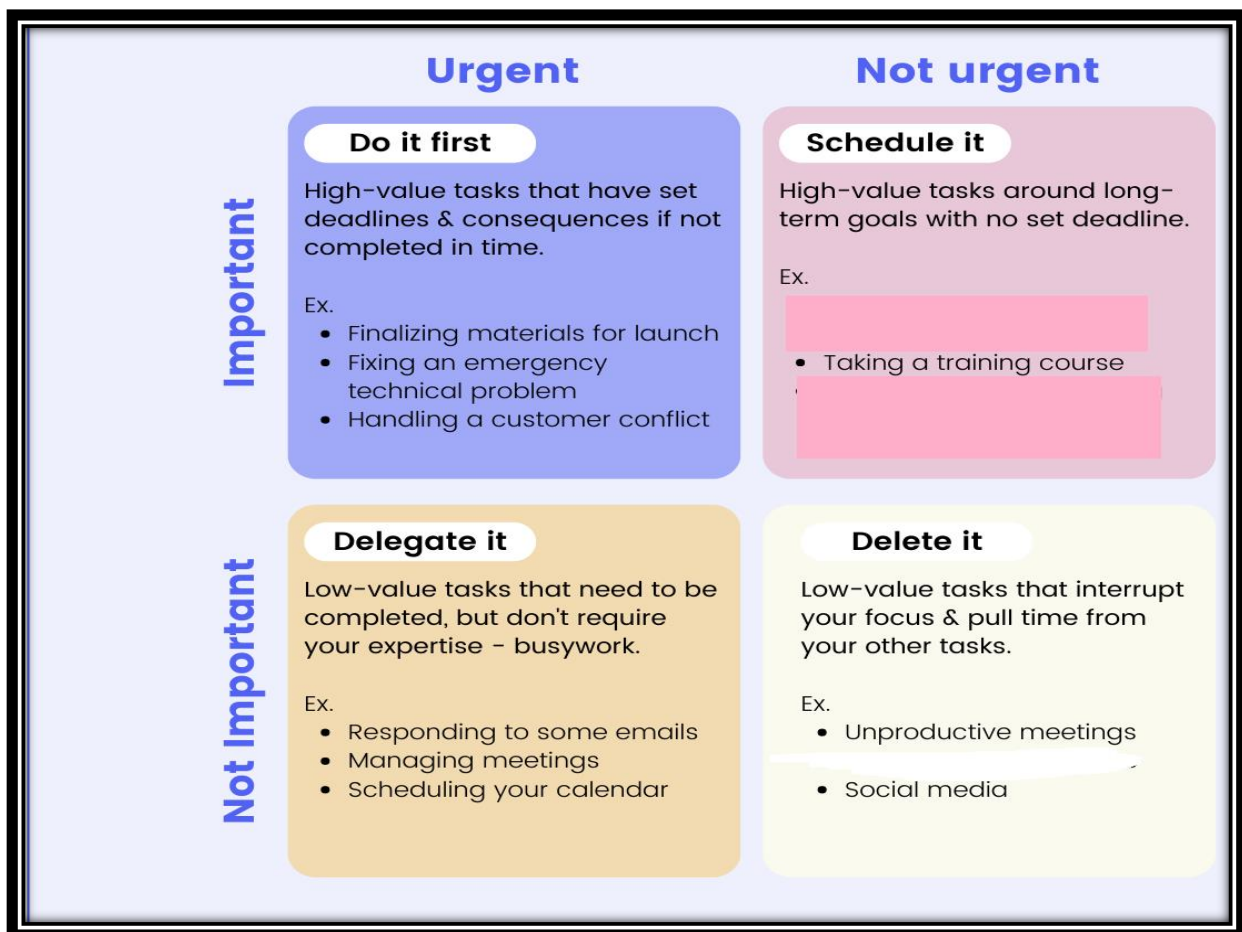 Urgent
Not urgent
Important
Do it first
High-value tasks that have set
deadlines & consequences if not
completed in time.
Ex.
• Finalizing materials for launch
• Fixing an emergency
technical problem
• Handling a customer conflict
Schedule it
High-value tasks around long-
term goals with no set deadline.
Ex.
• Taking a training course
Not Important
Delegate it
Low-value tasks that need to be
completed, but don't require
your expertise - busywork.
Ex.
• Responding to some emails
• Managing meetings
• Scheduling your calendar
Delete it
Low-value tasks that interrupt
your focus & pull time from
your other tasks.
Ex.
• Unproductive meetings
• Social media